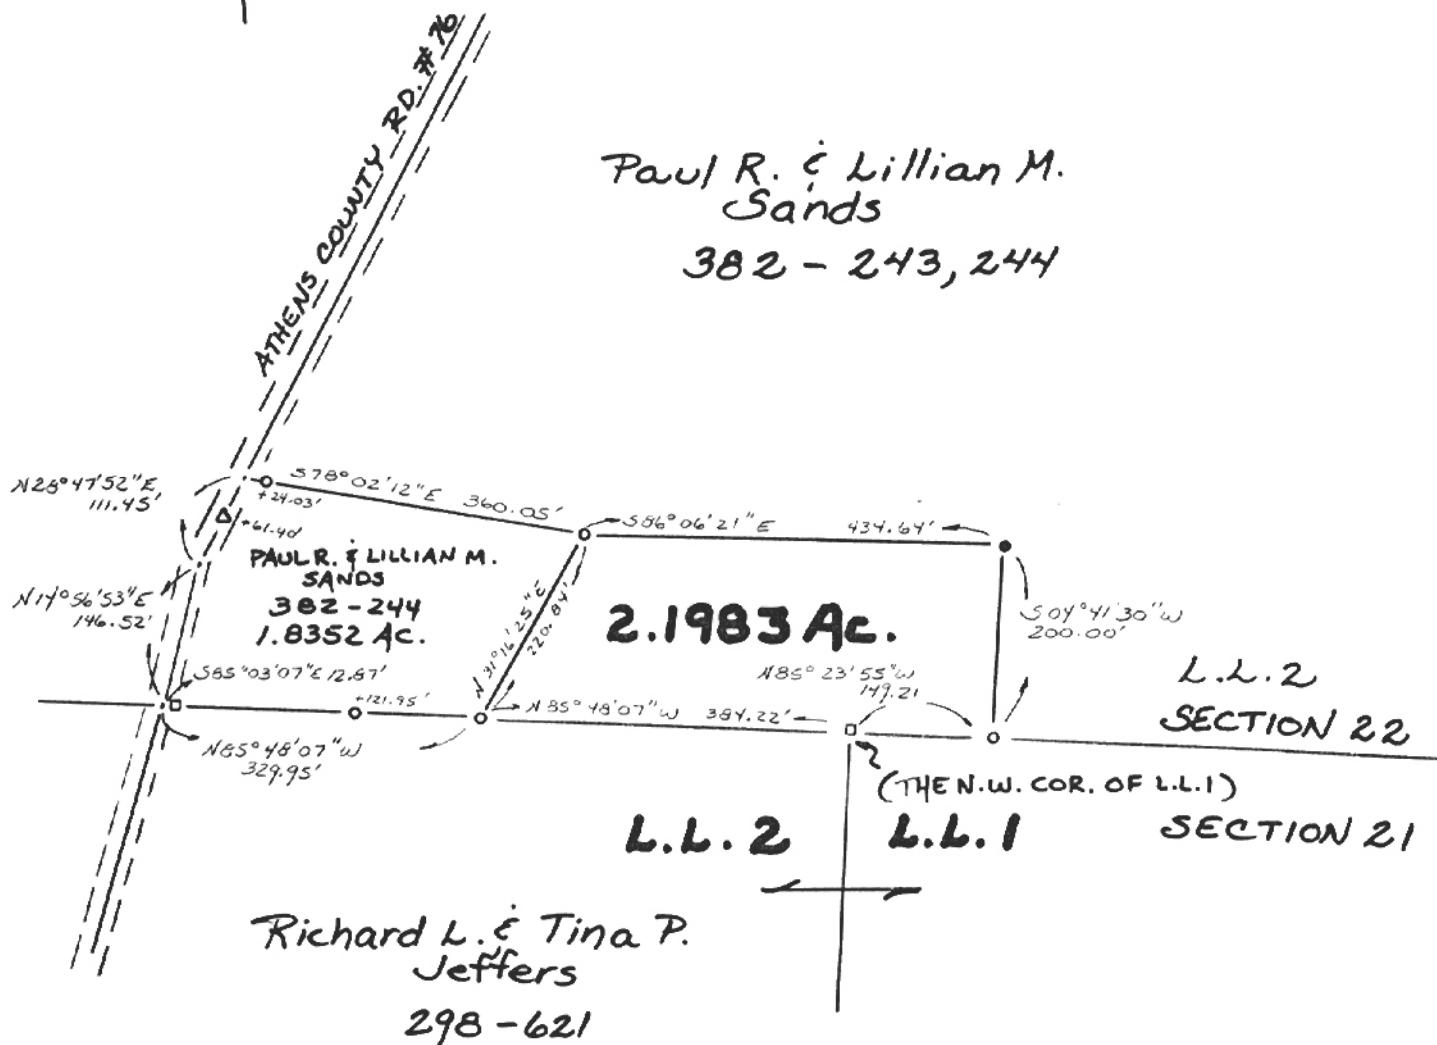 ATHENS COUNTY RD. #76
Paul R. & Lillian M.
Sands
382 - 243, 244
N28°47'52"E
111.45'
S78°02'12"E 360.05'
+24.03'
+61.40'
S86°06'21"E 434.64'
PAUL R. & LILLIAN M.
SANDS
382-244
1.8352 Ac.
N14°56'53"E
146.52'
N31°16'25"E
220.84'
2.1983 Ac.
S04°41'30"W
200.00'
N85°23'55"W
149.21
S85°03'07"E 12.87'
+121.95'
N85°48'07"W 384.22'
N85°48'07"W
329.95'
L.L.2
SECTION 22
(THE N.W. COR. OF L.L.1)
L.L.2
L.L.1
SECTION 21
Richard L. & Tina P.
Jeffers
298-621